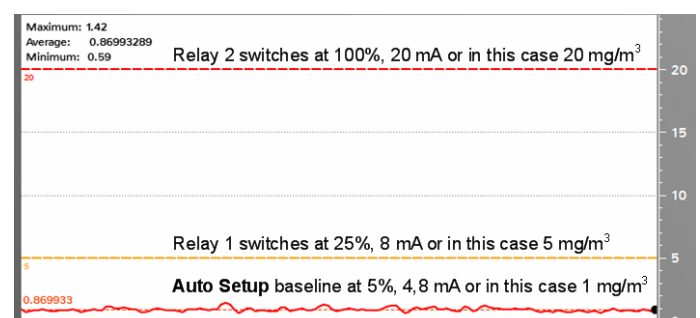 Maximum: 1.42
Average: 0.86993289
Minimum: 0.59
Relay 2 switches at 100%, 20 mA or in this case 20 mg/m³
20
20
15
10
Relay 1 switches at 25%, 8 mA or in this case 5 mg/m³
5
5
Auto Setup baseline at 5%, 4,8 mA or in this case 1 mg/m³
0.869933